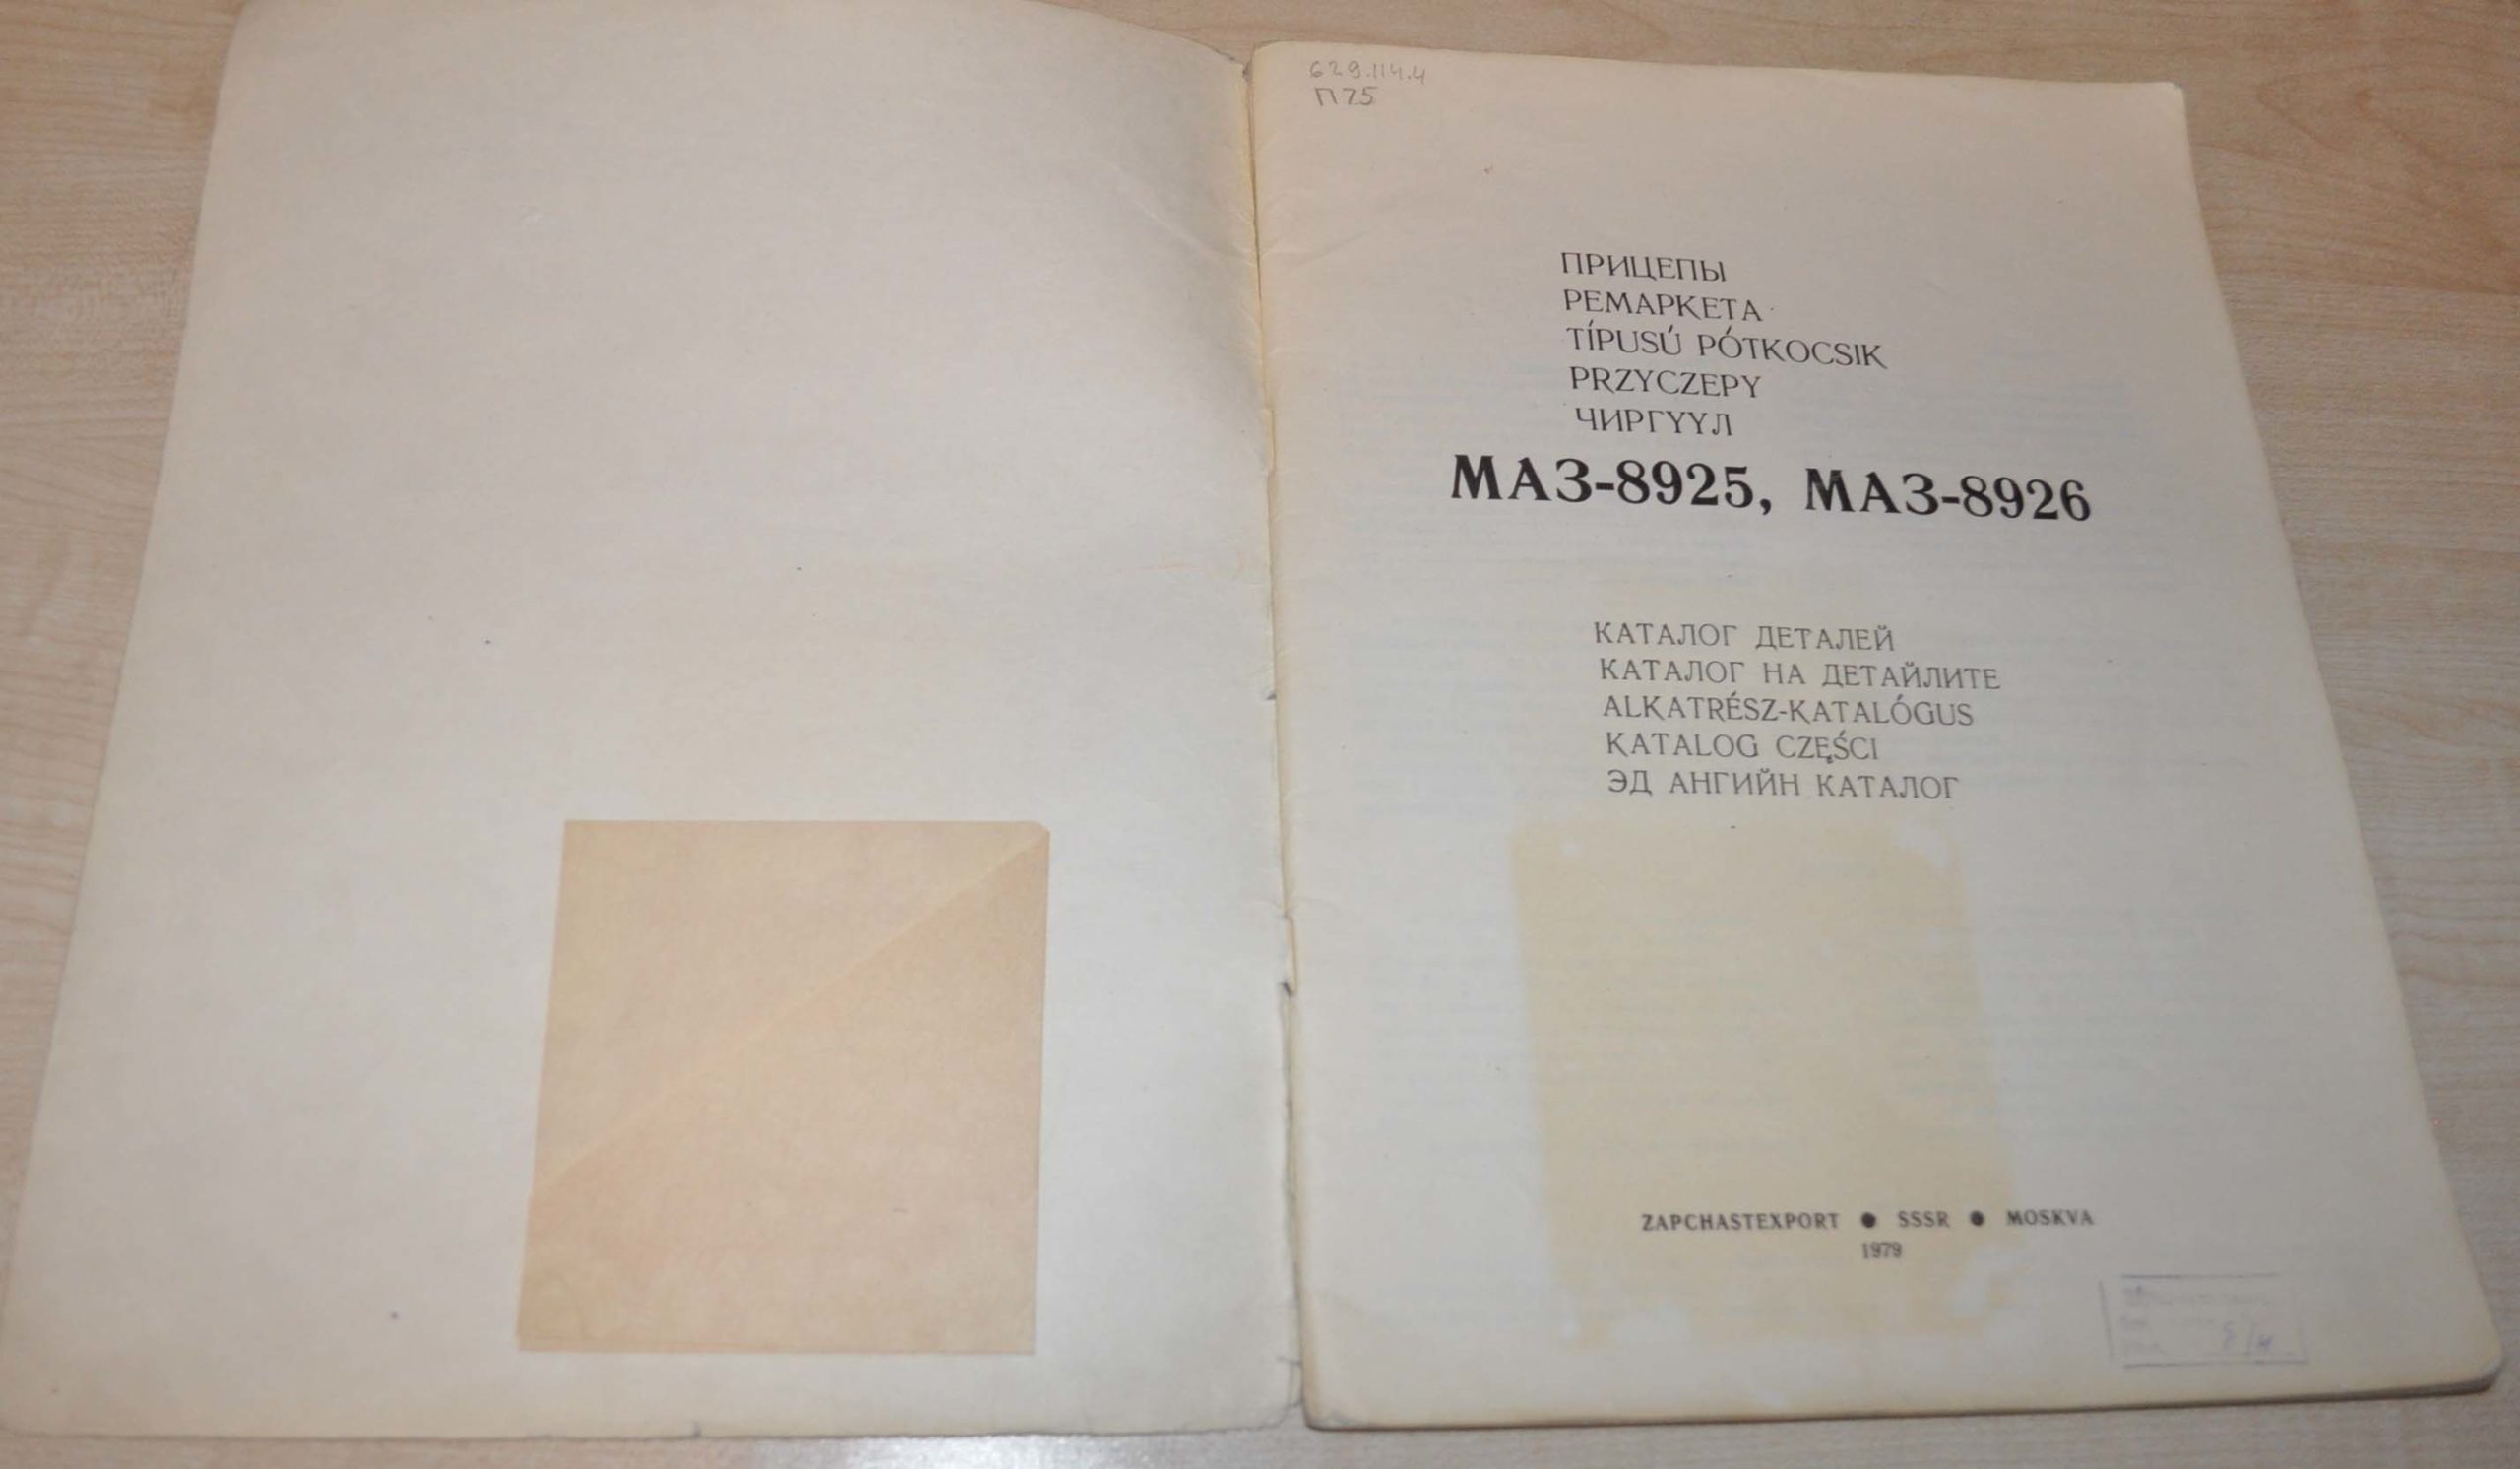 629.114.4
П75
ПРИЦЕПЫ
РЕМАРКЕТА
TÍPUSÚ PÓTKOCSIK
PRZYCZEPY
ЧИРГҮҮЛ
МАЗ-8925, МАЗ-8926
КАТАЛОГ ДЕТАЛЕЙ
КАТАЛОГ НА ДЕТАЙЛИТЕ
ALKATRÉSZ-KATALÓGUS
KATALOG CZĘŚCI
ЭД АНГИЙН КАТАЛОГ
ZAPCHASTEXPORT ● SSSR ● MOSKVA
1979